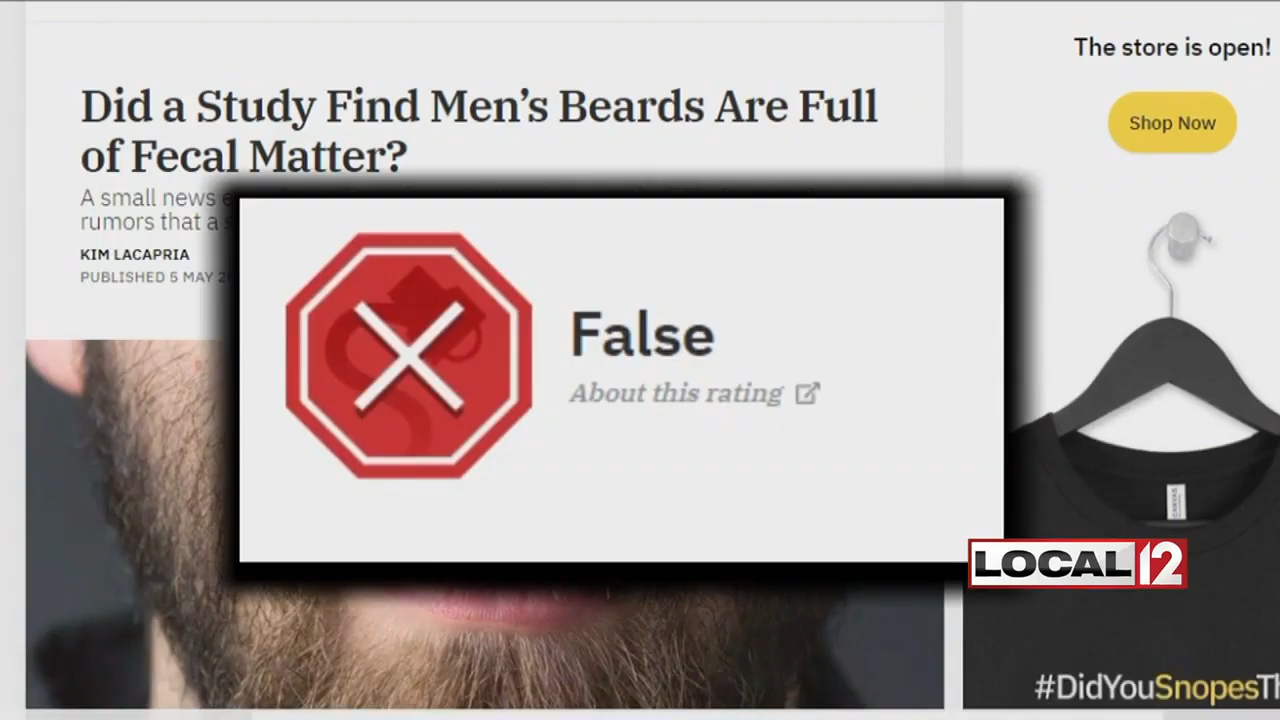 Did a Study Find Men's Beards Are Full
of Fecal Matter?
A small news
rumors that a
KIM LACAPRIA
PUBLISHED 5 MAY
False
About this rating
The store is open!
Shop Now
LOCAL 12
#DidYouSnopesTh